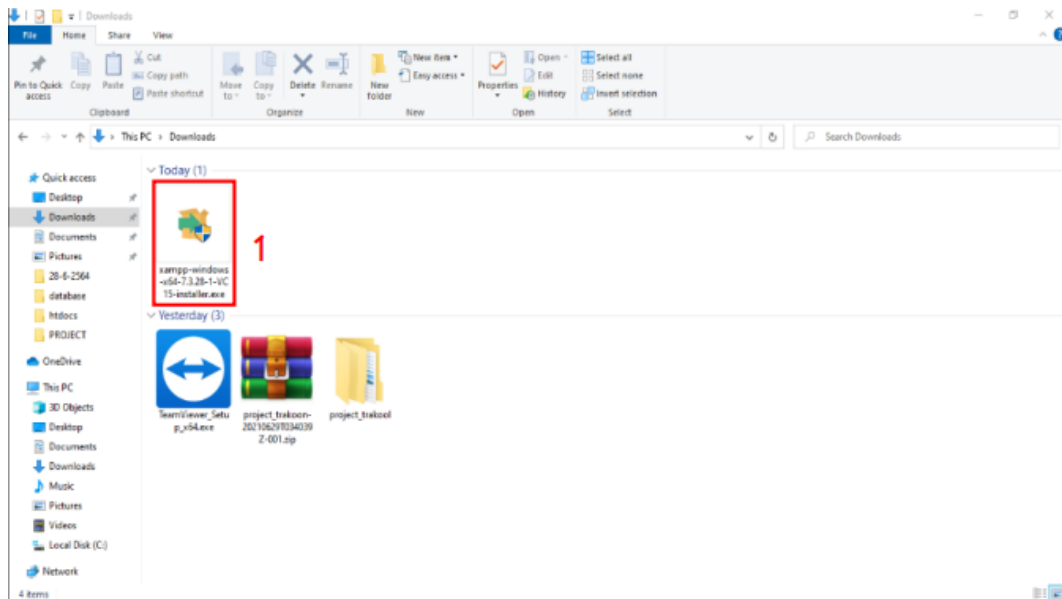 Downloads
File Home Share View
Pin to Quick access
Copy
Paste
Cut
Copy path
Paste shortcut
Move to
Copy to
Delete
Rename
New folder
New item
Easy access
Properties
Open
Edit
History
Select all
Select none
Invert selection
Clipboard
Organize
New
Open
Select
This PC > Downloads
Search Downloads
Quick access
Desktop
Downloads
Documents
Pictures
28-6-2564
database
htdocs
PROJECT
OneDrive
This PC
3D Objects
Desktop
Documents
Downloads
Music
Pictures
Videos
Local Disk (C:)
Network
Today (1)
xampp-windows
-x64-7.3.28-1-VC
15-installer.exe
1
Yesterday (3)
TeamViewer_Setu
p_x64.exe
project_trakoon-
20210629T034039
Z-001.zip
project_trakool
4 items